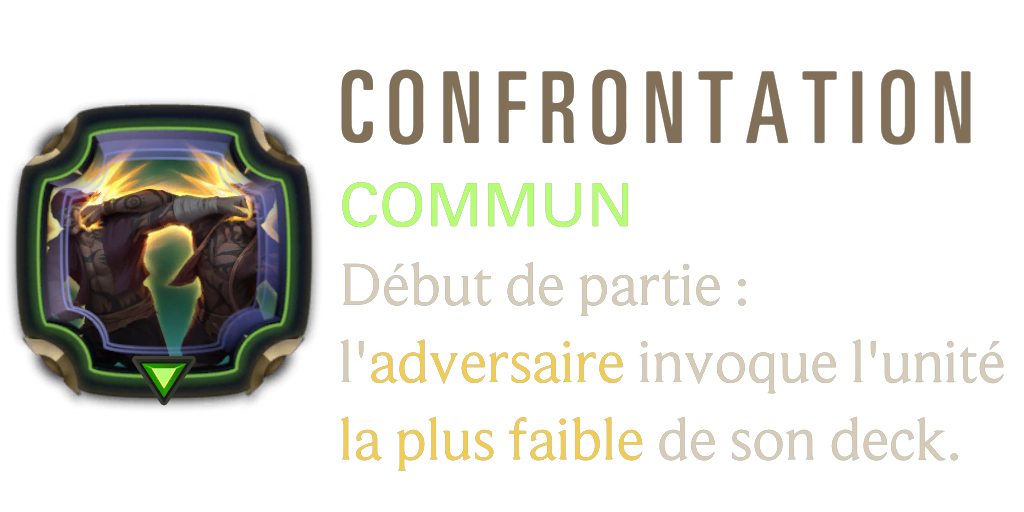 CONFRONTATION
COMMUN
Début de partie :
l'adversaire invoque l'unité
la plus faible de son deck.